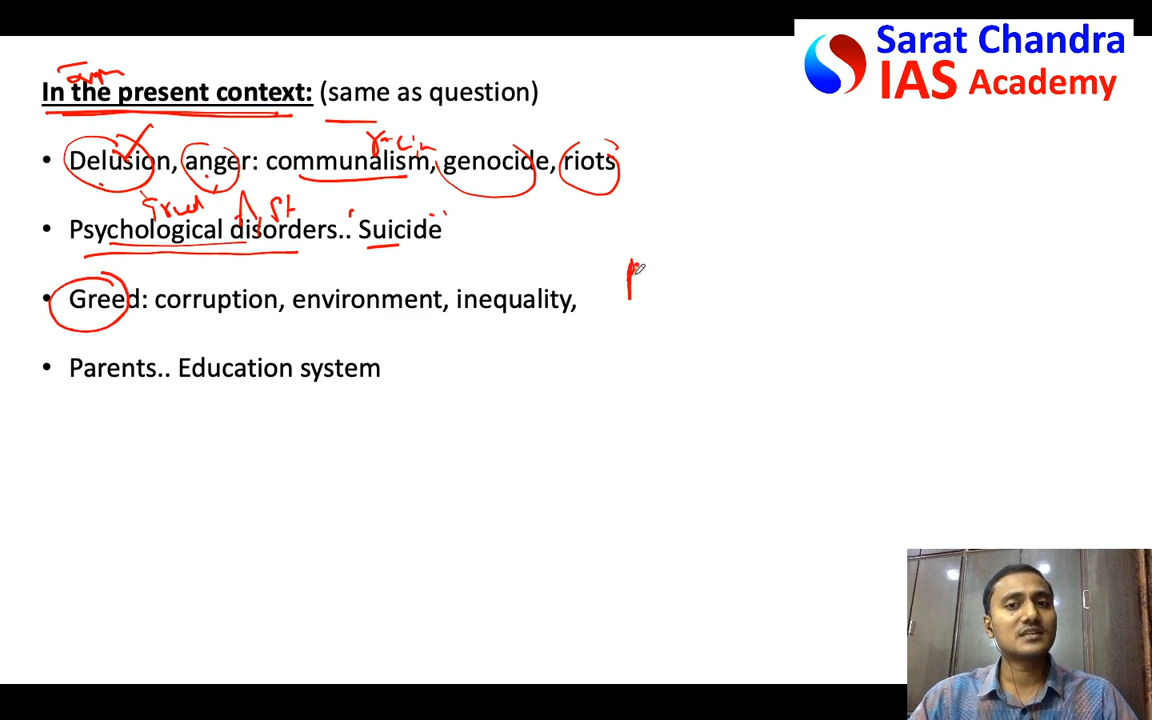 Sarat Chandra
IAS Academy
In the present context: (same as question)
• Delusion, anger: communalism, genocide, riots
• Psychological disorders.. Suicide
• Greed: corruption, environment, inequality,
• Parents.. Education system